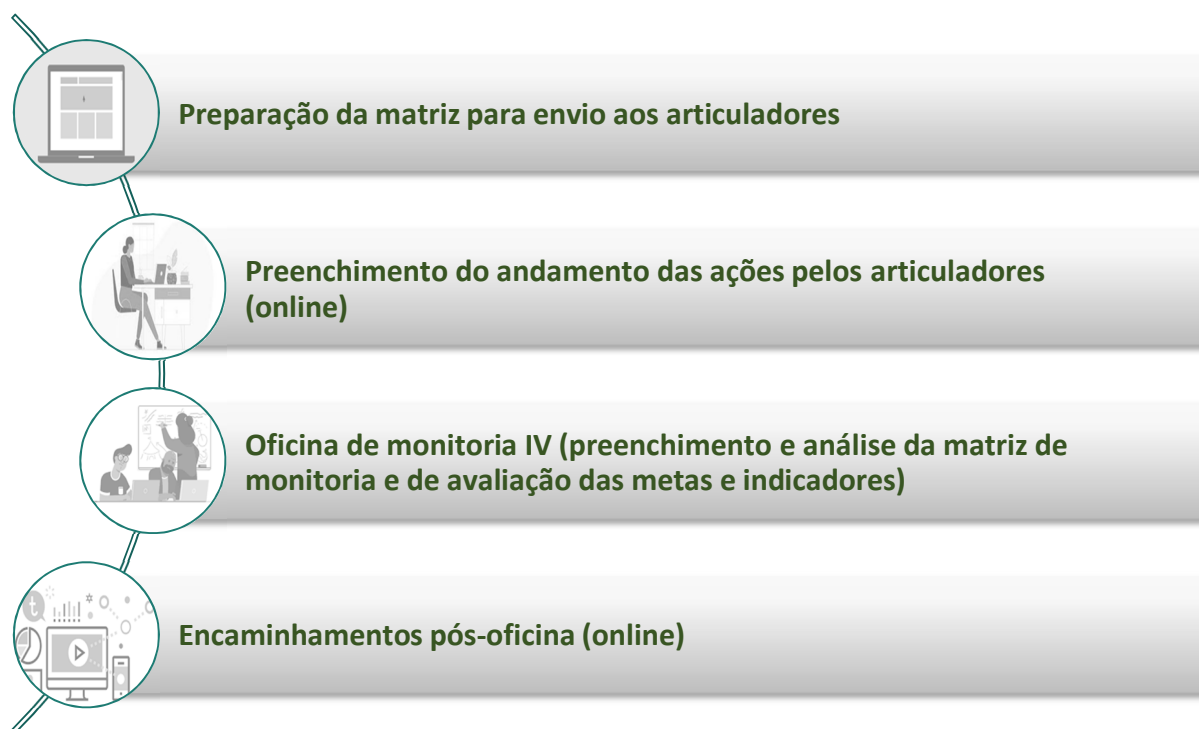 Preparação da matriz para envio aos articuladores
Preenchimento do andamento das ações pelos articuladores
(online)
Oficina de monitoria IV (preenchimento e análise da matriz de
monitoria e de avaliação das metas e indicadores)
Encaminhamentos pós-oficina (online)